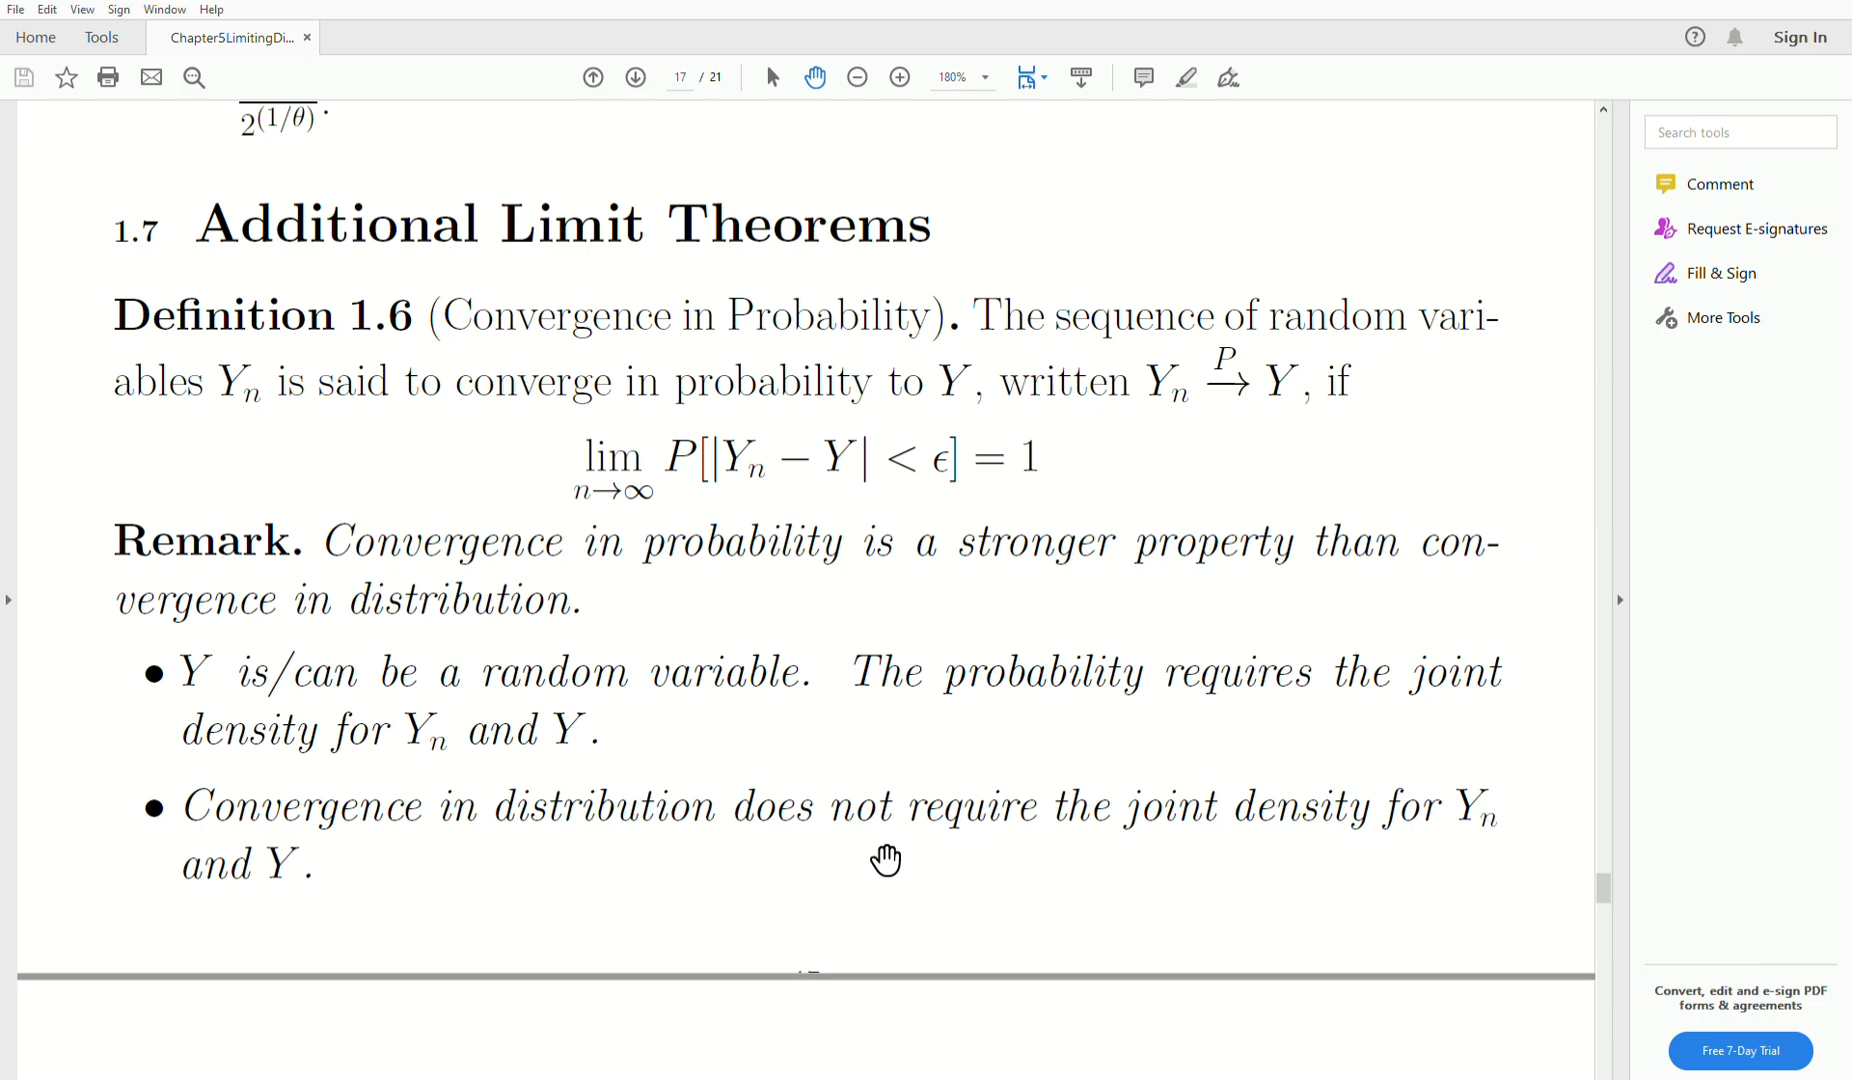 File Edit View Sign Window Help
Home Tools Chapter5LimitingDi... × Sign In
17 / 21 180%
2^(1/θ) .
1.7 Additional Limit Theorems
Definition 1.6 (Convergence in Probability). The sequence of random vari-
ables Y_n is said to converge in probability to Y, written Y_n →^P Y, if
lim_{n→∞} P[|Y_n − Y| < ϵ] = 1
Remark. Convergence in probability is a stronger property than con-
vergence in distribution.
• Y is/can be a random variable. The probability requires the joint
density for Y_n and Y.
• Convergence in distribution does not require the joint density for Y_n
and Y.
Search tools
Comment
Request E-signatures
Fill & Sign
More Tools
Convert, edit and e-sign PDF
forms & agreements
Free 7-Day Trial